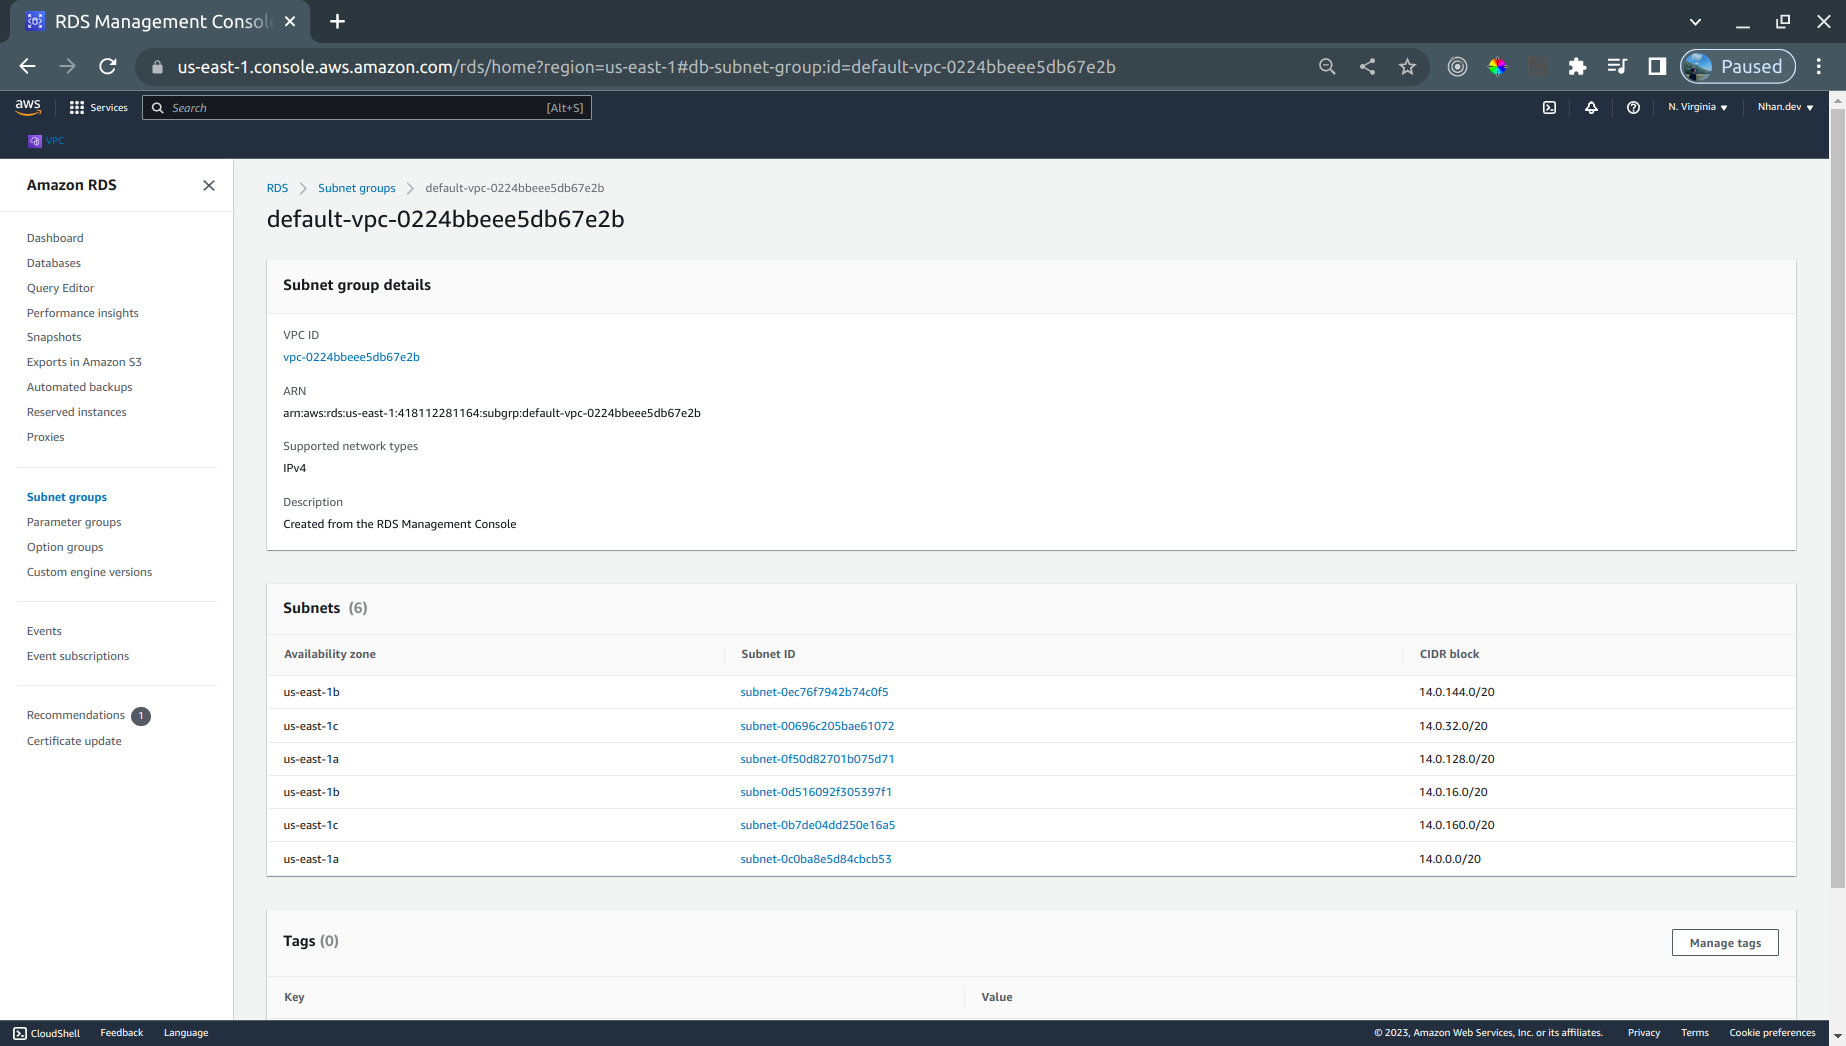 RDS Management Consol
us-east-1.console.aws.amazon.com/rds/home?region=us-east-1#db-subnet-group:id=default-vpc-0224bbeee5db67e2b
Paused
aws
Services
Search
[Alt+S]
N. Virginia
Nhan.dev
VPC
Amazon RDS
Dashboard
Databases
Query Editor
Performance insights
Snapshots
Exports in Amazon S3
Automated backups
Reserved instances
Proxies
Subnet groups
Parameter groups
Option groups
Custom engine versions
Events
Event subscriptions
Recommendations 1
Certificate update
RDS > Subnet groups > default-vpc-0224bbeee5db67e2b
default-vpc-0224bbeee5db67e2b
Subnet group details
VPC ID
vpc-0224bbeee5db67e2b
ARN
arn:aws:rds:us-east-1:418112281164:subgrp:default-vpc-0224bbeee5db67e2b
Supported network types
IPv4
Description
Created from the RDS Management Console
Subnets (6)
Availability zone Subnet ID CIDR block
us-east-1b subnet-0ec76f7942b74c0f5 14.0.144.0/20
us-east-1c subnet-00696c205bae61072 14.0.32.0/20
us-east-1a subnet-0f50d82701b075d71 14.0.128.0/20
us-east-1b subnet-0d516092f305397f1 14.0.16.0/20
us-east-1c subnet-0b7de04dd250e16a5 14.0.160.0/20
us-east-1a subnet-0c0ba8e5d84cbcb53 14.0.0.0/20
Tags (0)
Manage tags
Key Value
CloudShell Feedback Language
© 2023, Amazon Web Services, Inc. or its affiliates. Privacy Terms Cookie preferences